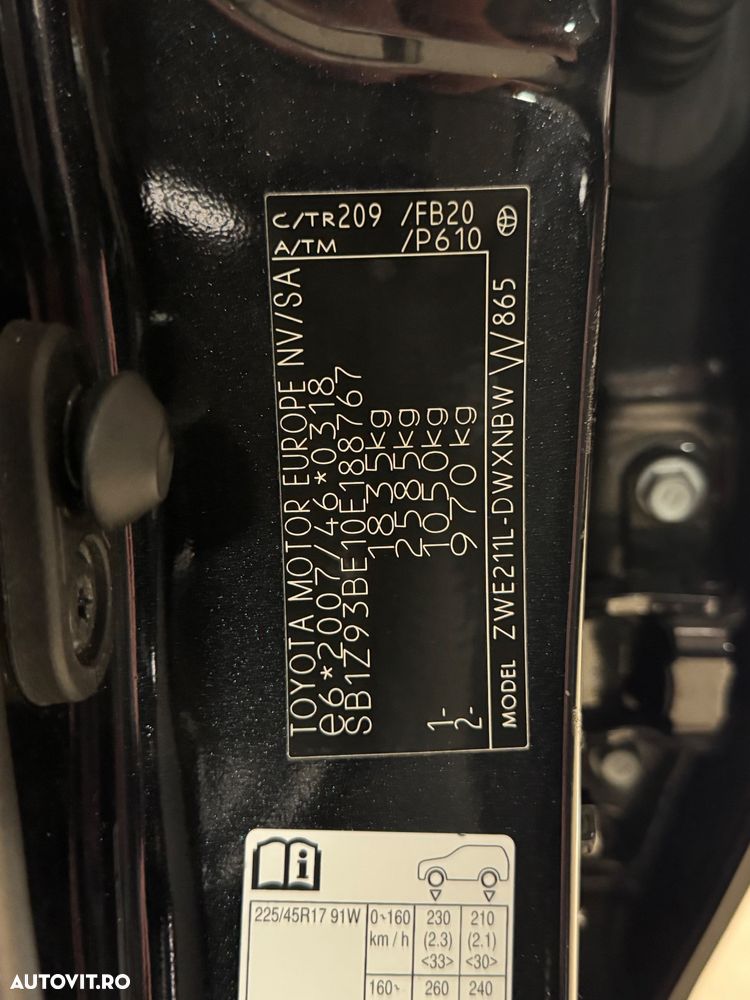 C/TR209 /FB20
A/TM /P610
TOYOTA MOTOR EUROPE NV/SA
e6*2007/46*0318
SB1Z93BE10E188767
1835kg
2585kg
1- 1050kg
2- 970kg
MODEL ZWE211L-DWXNBW W865
225/45R17 91W
0~160 km/h
230 (2.3) <33>
210 (2.1) <30>
160~
260
240
AUTOVIT.RO